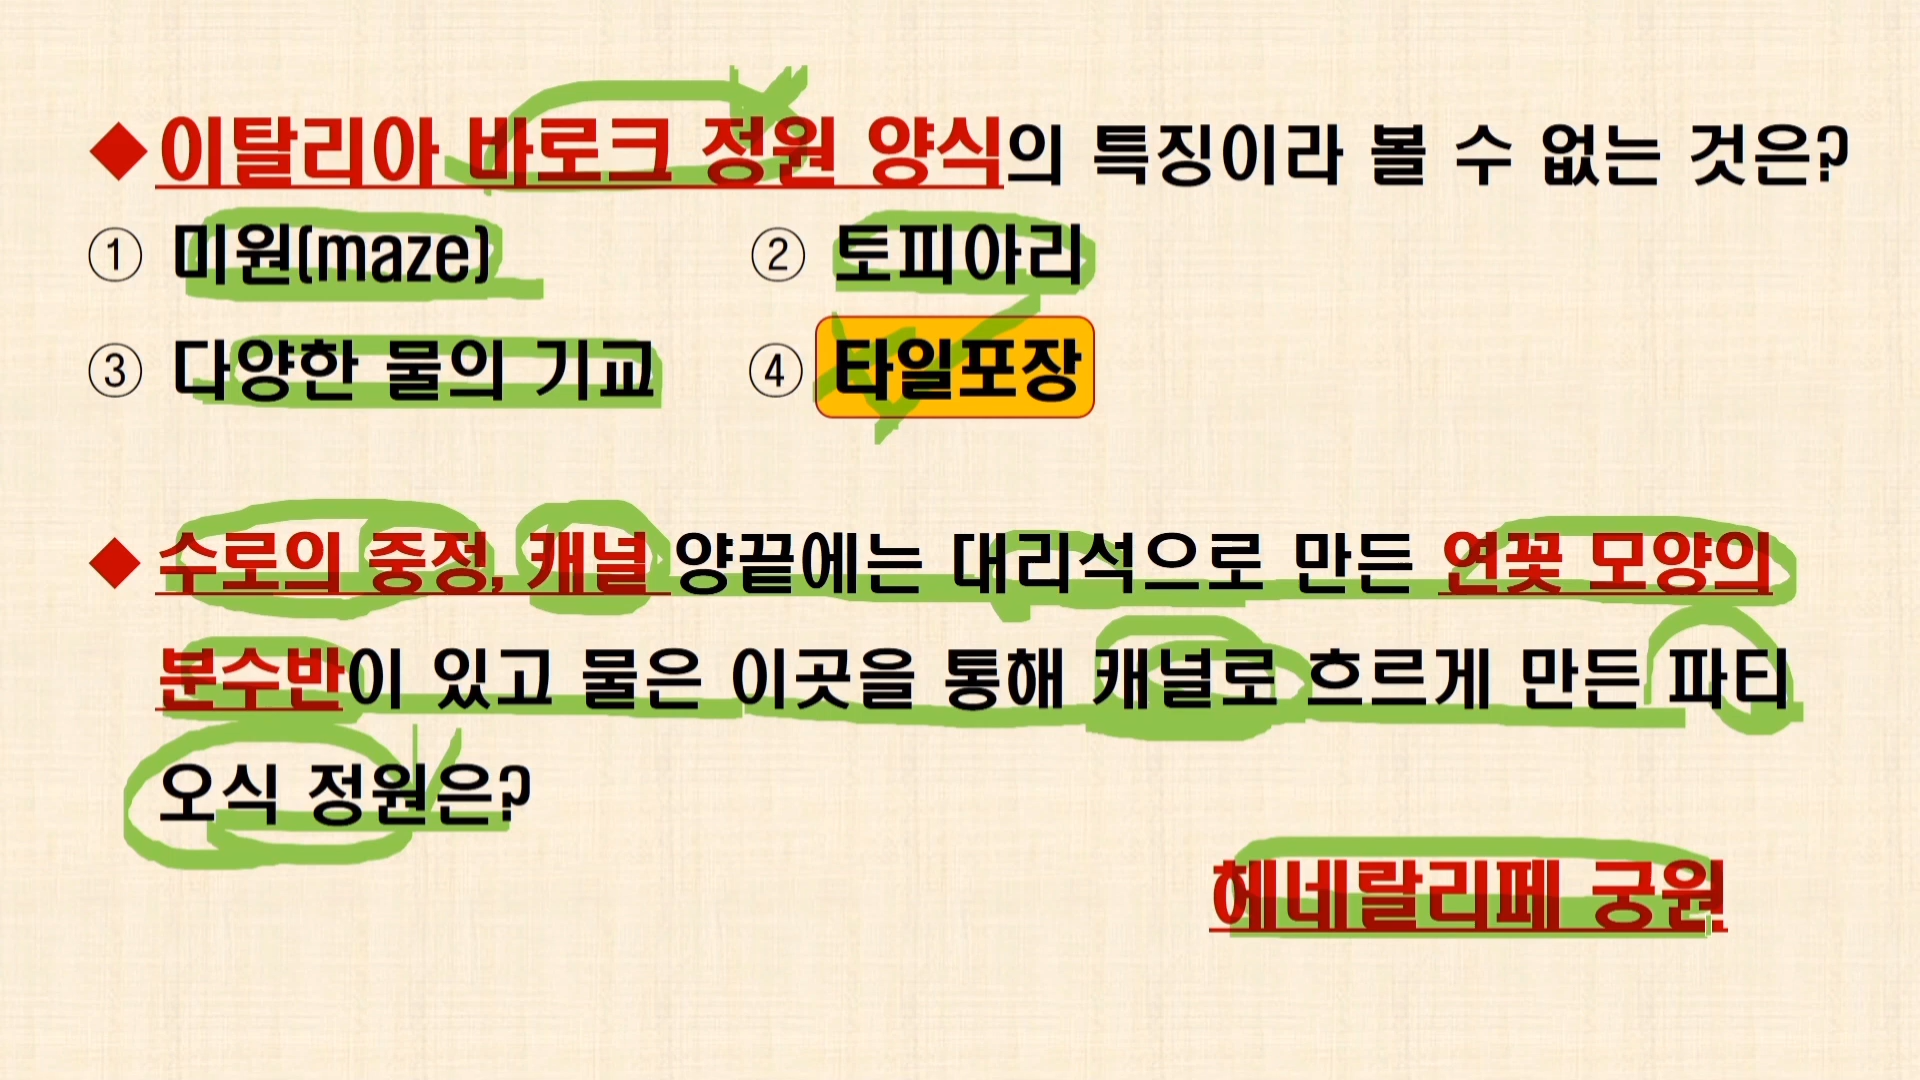 ◆이탈리아 바로크 정원 양식의 특징이라 볼 수 없는 것은?
① 미원(maze) ② 토피아리
③ 다양한 물의 기교 ④ 타일포장
◆수로의 중정, 캐널 양끝에는 대리석으로 만든 연꽃 모양의
분수반이 있고 물은 이곳을 통해 캐널로 흐르게 만든 파티
오식 정원은?
헤네랄리페 궁원